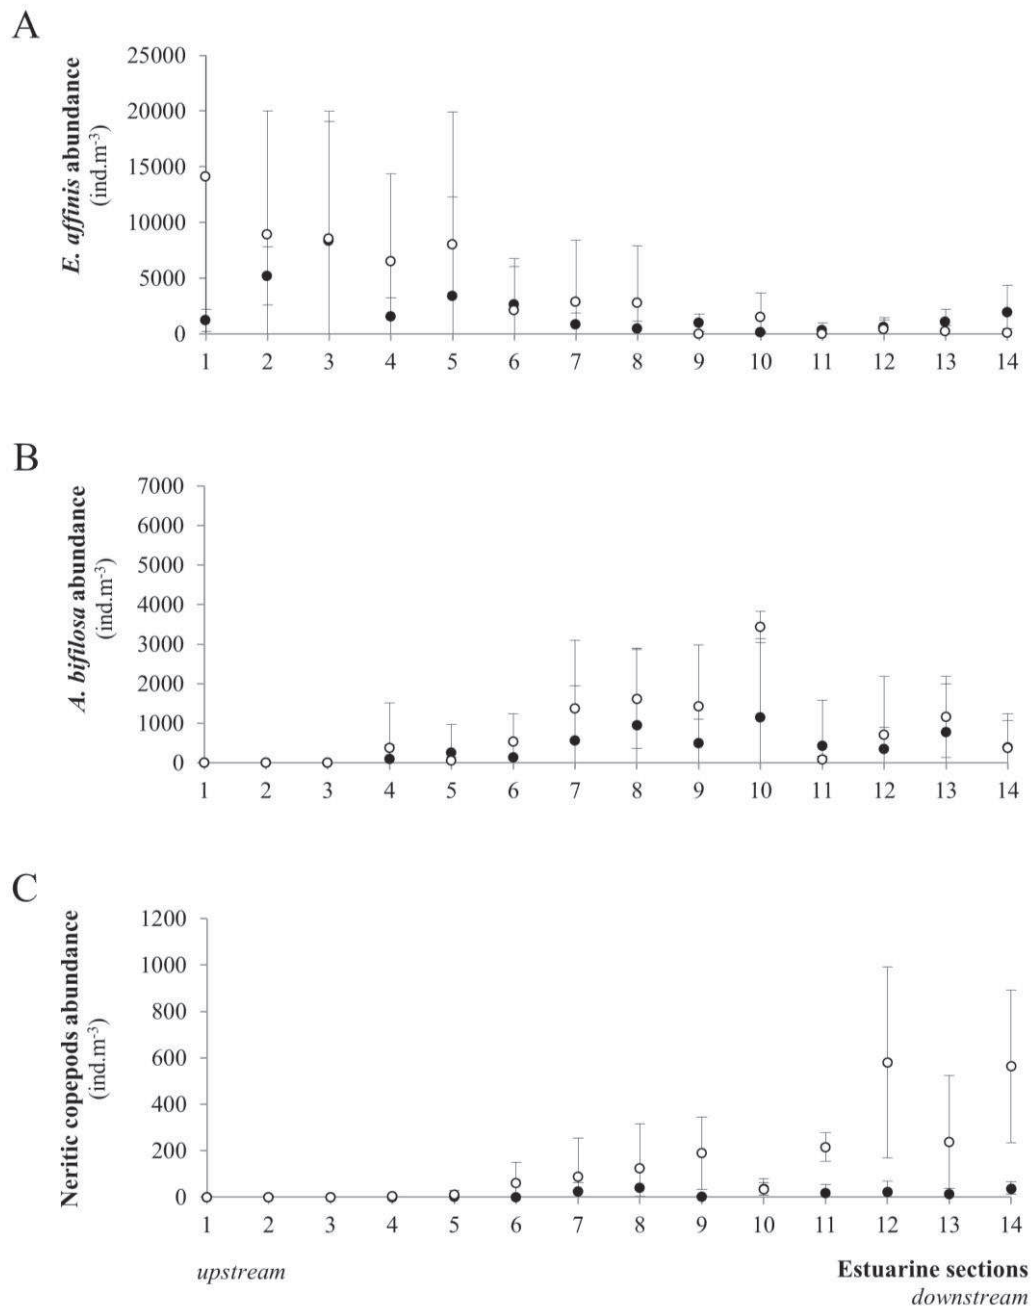 A
E. affinis abundance
(ind.m-3)
25000
20000
15000
10000
5000
0
1 2 3 4 5 6 7 8 9 10 11 12 13 14
B
A. bifilosa abundance
(ind.m-3)
7000
6000
5000
4000
3000
2000
1000
0
1 2 3 4 5 6 7 8 9 10 11 12 13 14
C
Neritic copepods abundance
(ind.m-3)
1200
1000
800
600
400
200
0
1 2 3 4 5 6 7 8 9 10 11 12 13 14
upstream
Estuarine sections
downstream